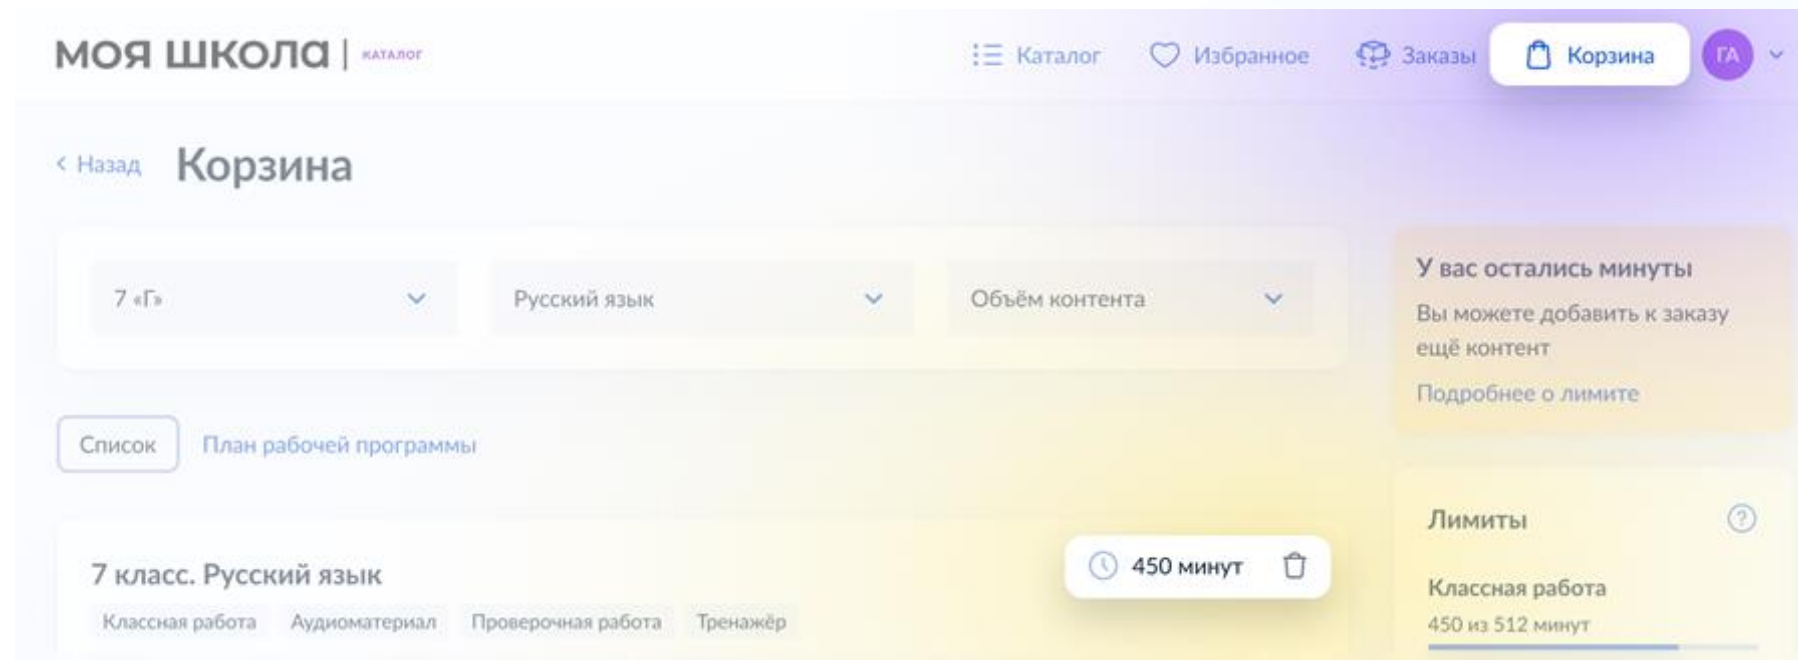 моя школа | каталог
Каталог
Избранное
Заказы
Корзина
ГА
Назад
Корзина
7 «Г»
Русский язык
Объём контента
У вас остались минуты
Вы можете добавить к заказу
ещё контент
Подробнее о лимите
Список
План рабочей программы
7 класс. Русский язык
450 минут
Классная работа
Аудиоматериал
Проверочная работа
Тренажёр
Лимиты
?
Классная работа
450 из 512 минут